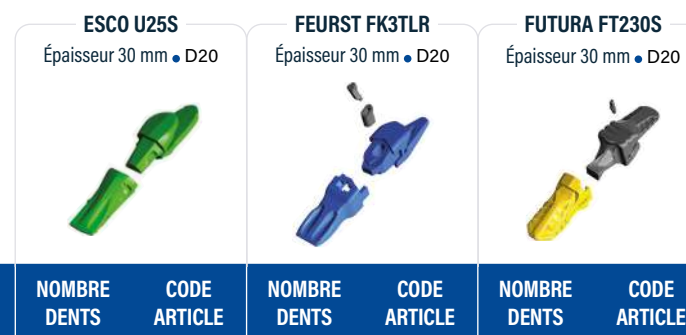 ESCO U25S
Épaisseur 30 mm • D20
FEURST FK3TLR
Épaisseur 30 mm • D20
FUTURA FT230S
Épaisseur 30 mm • D20
NOMBRE DENTS
CODE ARTICLE
NOMBRE DENTS
CODE ARTICLE
NOMBRE DENTS
CODE ARTICLE